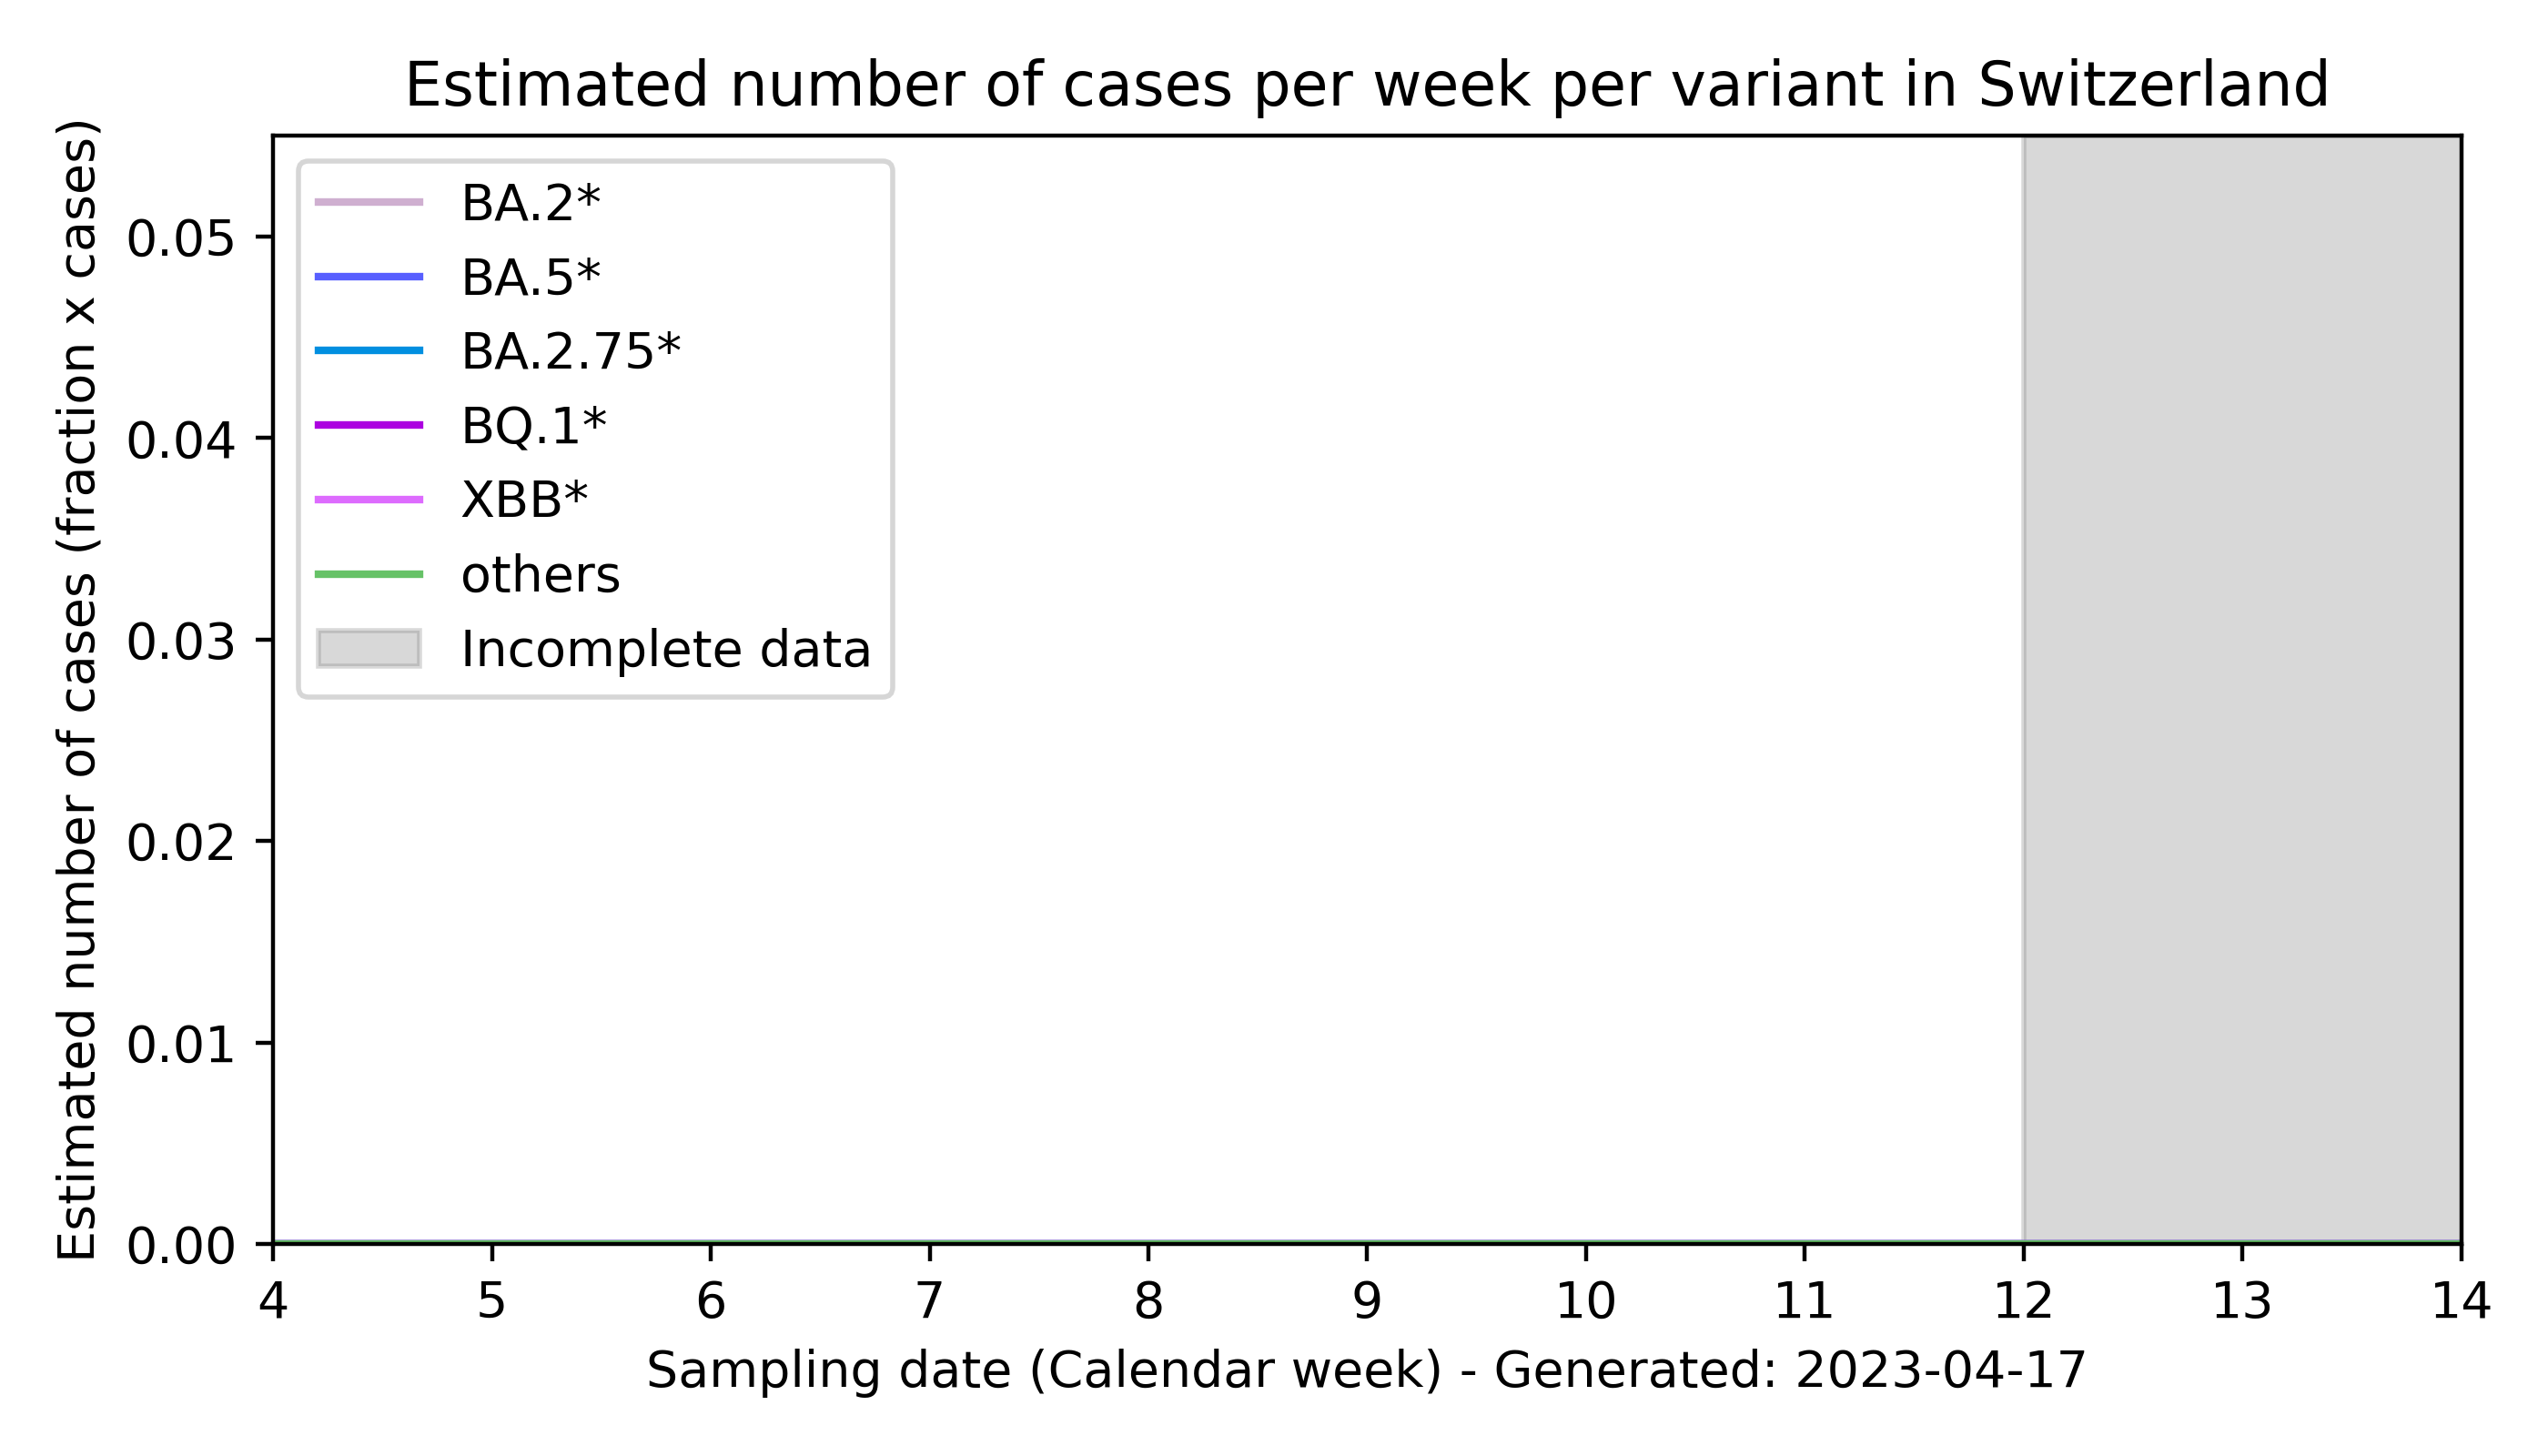 Estimated number of cases per week per variant in Switzerland
Estimated number of cases (fraction x cases)
0.05
0.04
0.03
0.02
0.01
0.00
BA.2*
BA.5*
BA.2.75*
BQ.1*
XBB*
others
Incomplete data
4 5 6 7 8 9 10 11 12 13 14
Sampling date (Calendar week) - Generated: 2023-04-17